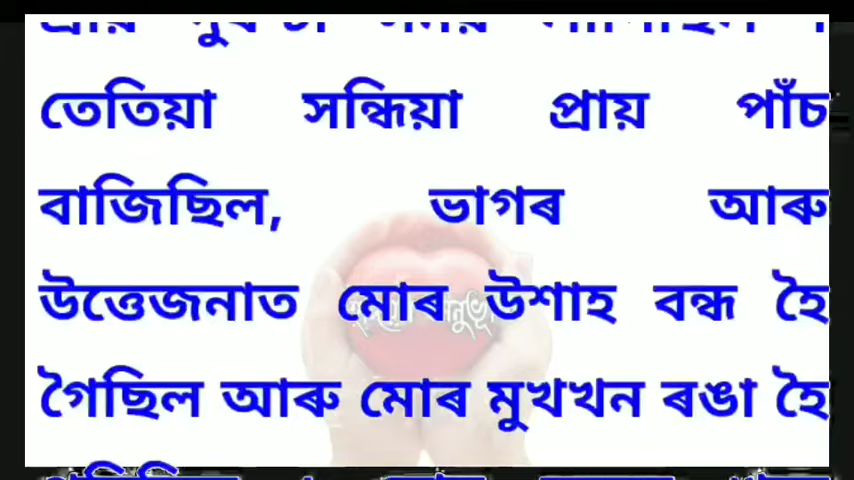 তেতিয়া সন্ধিয়া প্ৰায় পাঁচ
বাজিছিল, ভাগৰ আৰু
উত্তেজনাত মোৰ উশাহ বন্ধ হৈ
গৈছিল আৰু মোৰ মুখখন ৰঙা হৈ